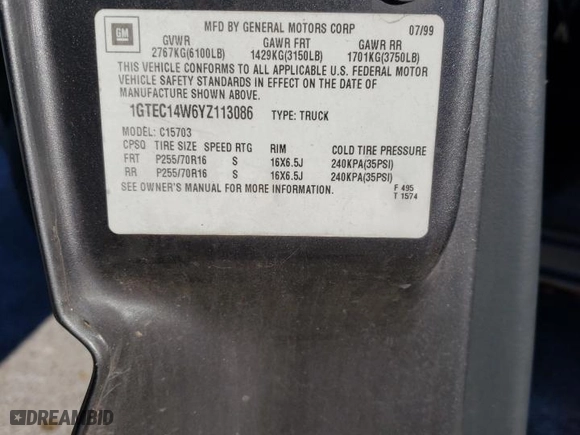 GM
MFD BY GENERAL MOTORS CORP 07/99
GVWR GAWR FRT GAWR RR
2767KG(6100LB) 1429KG(3150LB) 1701KG(3750LB)
THIS VEHICLE CONFORMS TO ALL APPLICABLE U.S. FEDERAL MOTOR
VEHICLE SAFETY STANDARDS IN EFFECT ON THE DATE OF
MANUFACTURE SHOWN ABOVE.
1GTEC14W6YZ113086 TYPE: TRUCK
MODEL: C15703
CPSQ TIRE SIZE SPEED RTG RIM COLD TIRE PRESSURE
FRT P255/70R16 S 16X6.5J 240KPA(35PSI)
RR P255/70R16 S 16X6.5J 240KPA(35PSI)
SEE OWNER'S MANUAL FOR MORE INFORMATION.
F 495
T 1574
DREAMBID